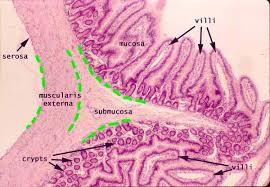 villi
mucosa
serosa
muscularis
externa
submucosa
crypts
villi